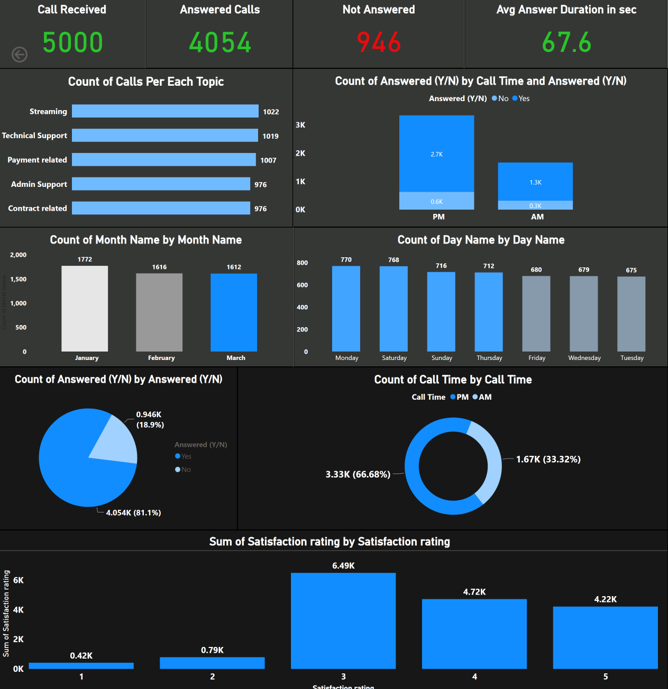 Call Received
5000
Answered Calls
4054
Not Answered
946
Avg Answer Duration in sec
67.6
Count of Calls Per Each Topic
Streaming 1022
Technical Support 1019
Payment related 1007
Admin Support 976
Contract related 976
Count of Answered (Y/N) by Call Time and Answered (Y/N)
Answered (Y/N) No Yes
3K
2K
1K
0K
2.7K
0.6K
1.3K
0.3K
PM AM
Count of Month Name by Month Name
2,000
1,500
1,000
500
0
1772 1616 1612
January February March
Count of Day Name by Day Name
800
600
400
200
0
770 768 716 712 680 679 675
Monday Saturday Sunday Thursday Friday Wednesday Tuesday
Count of Answered (Y/N) by Answered (Y/N)
0.946K
(18.9%)
Answered (Y/N)
Yes
No
4.054K (81.1%)
Count of Call Time by Call Time
Call Time PM AM
1.67K (33.32%)
3.33K (66.68%)
Sum of Satisfaction rating by Satisfaction rating
Sum of Satisfaction rating
6K
4K
2K
0K
0.42K 0.79K 6.49K 4.72K 4.22K
1 2 3 4 5
Satisfaction rating